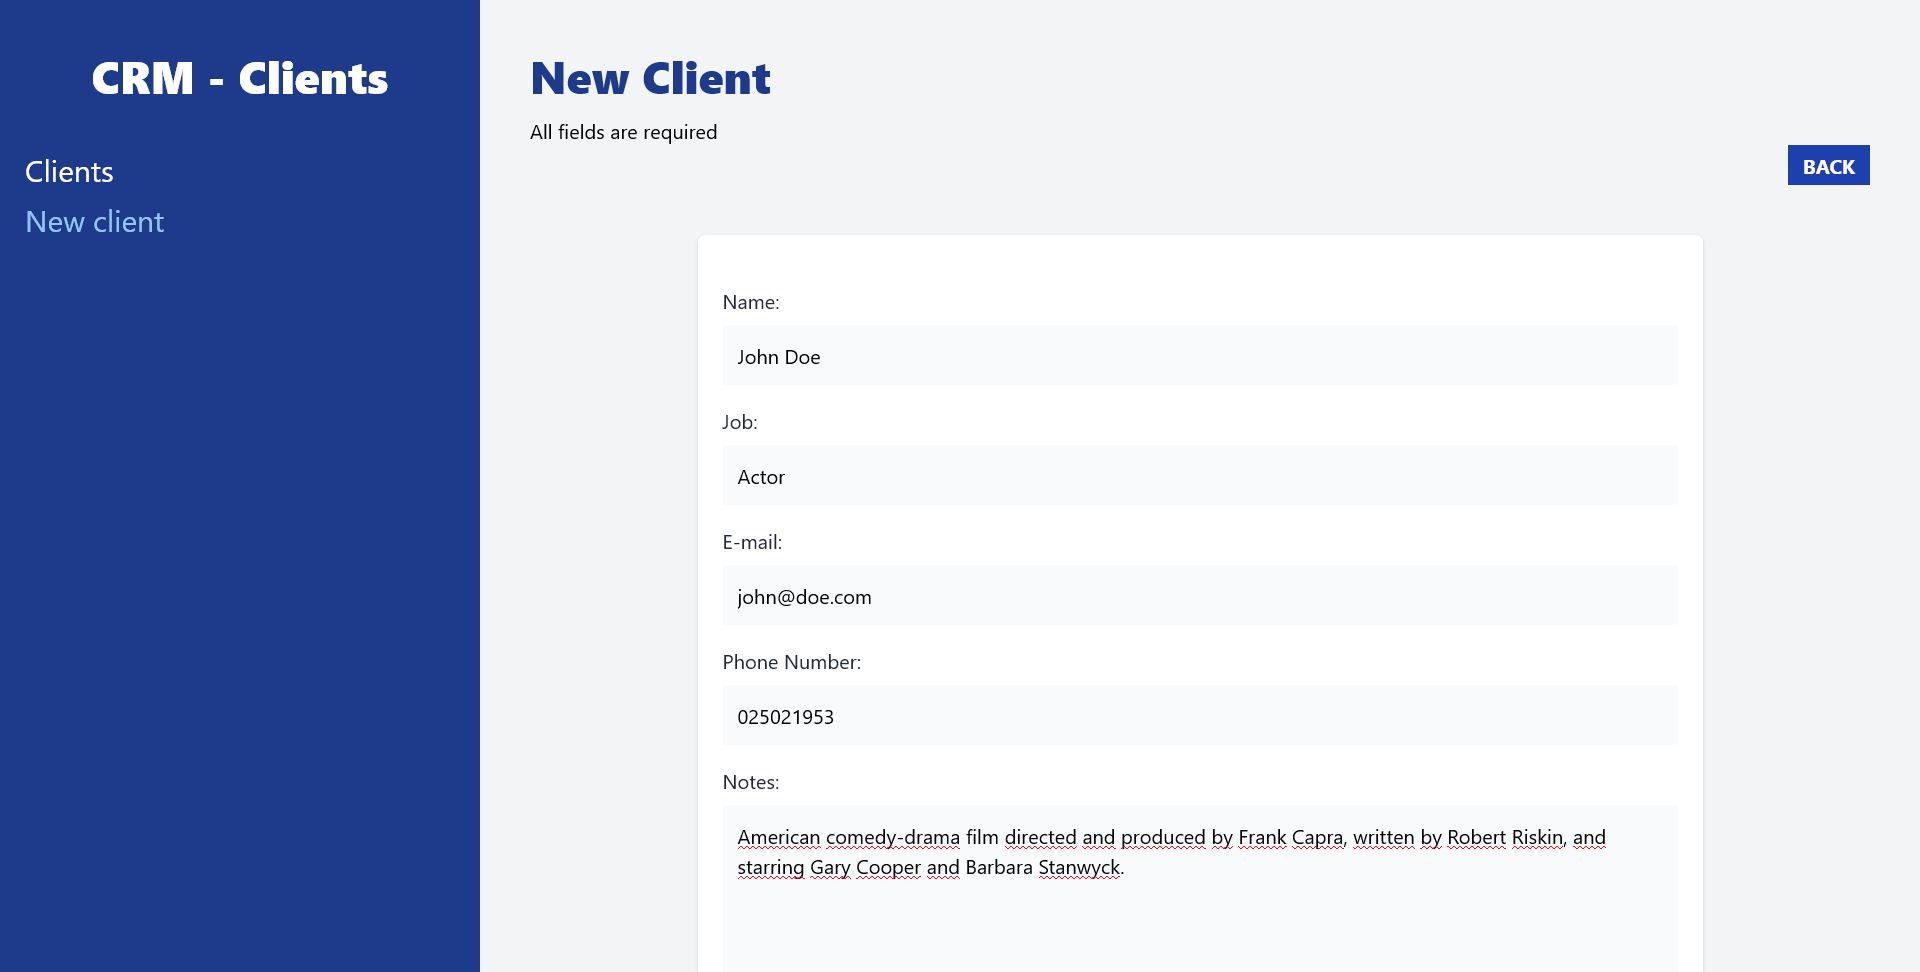 CRM - Clients
Clients
New client
New Client
All fields are required
BACK
Name:
John Doe
Job:
Actor
E-mail:
john@doe.com
Phone Number:
025021953
Notes:
American comedy-drama film directed and produced by Frank Capra, written by Robert Riskin, and
starring Gary Cooper and Barbara Stanwyck.